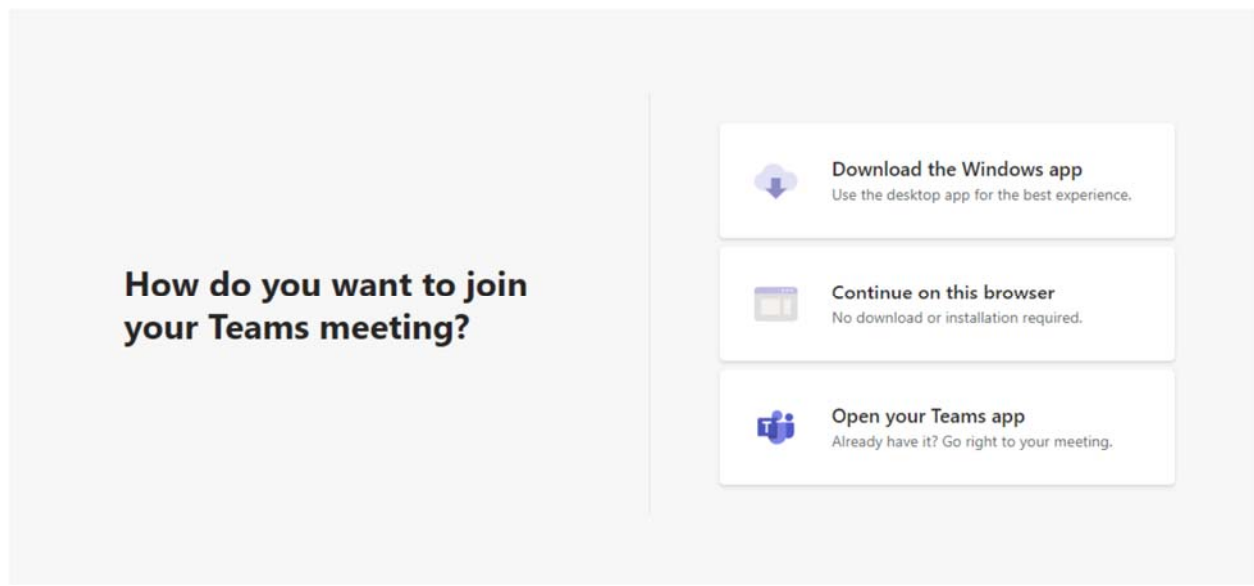 How do you want to join
your Teams meeting?
Download the Windows app
Use the desktop app for the best experience.
Continue on this browser
No download or installation required.
T
Open your Teams app
Already have it? Go right to your meeting.